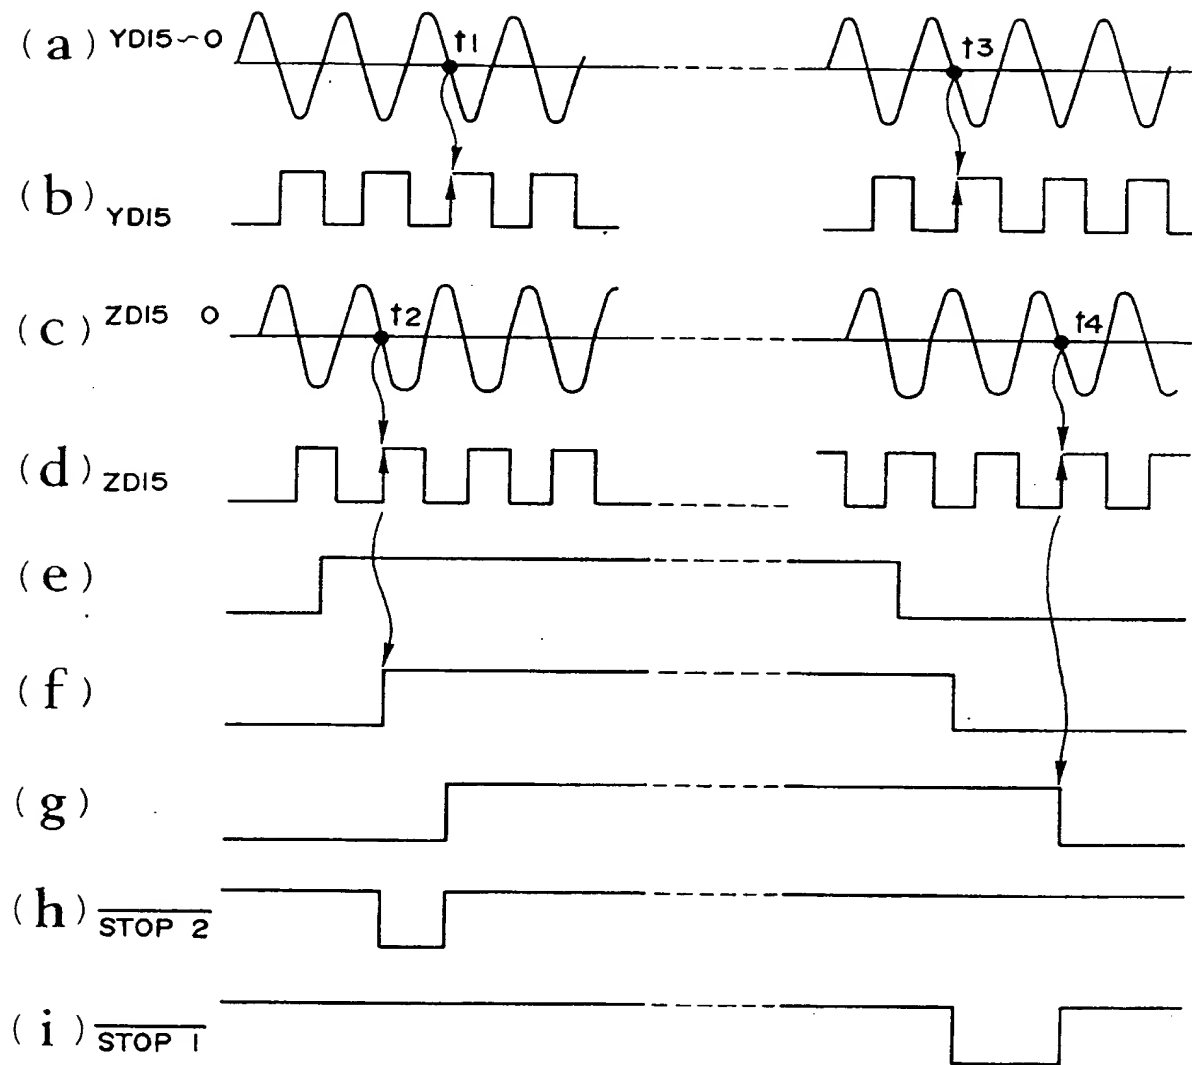 (a) YD15~0
t1
t3
(b) YD15
(c) ZD15 0
t2
t4
(d) ZD15
(e)
(f)
(g)
(h) STOP 2
(i) STOP 1